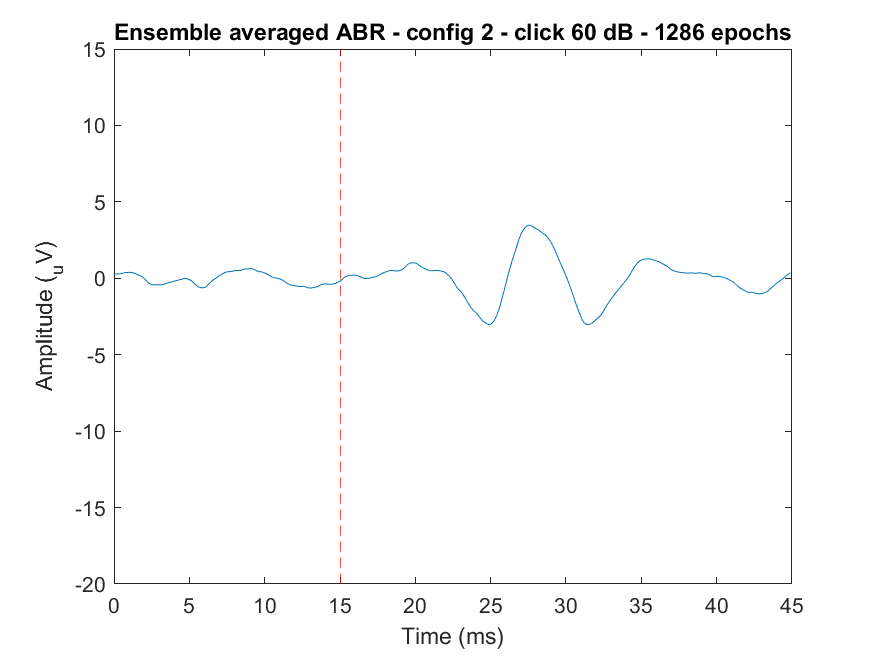 Ensemble averaged ABR - config 2 - click 60 dB - 1286 epochs
15
10
5
0
-5
-10
-15
-20
Amplitude (uV)
0 5 10 15 20 25 30 35 40 45
Time (ms)